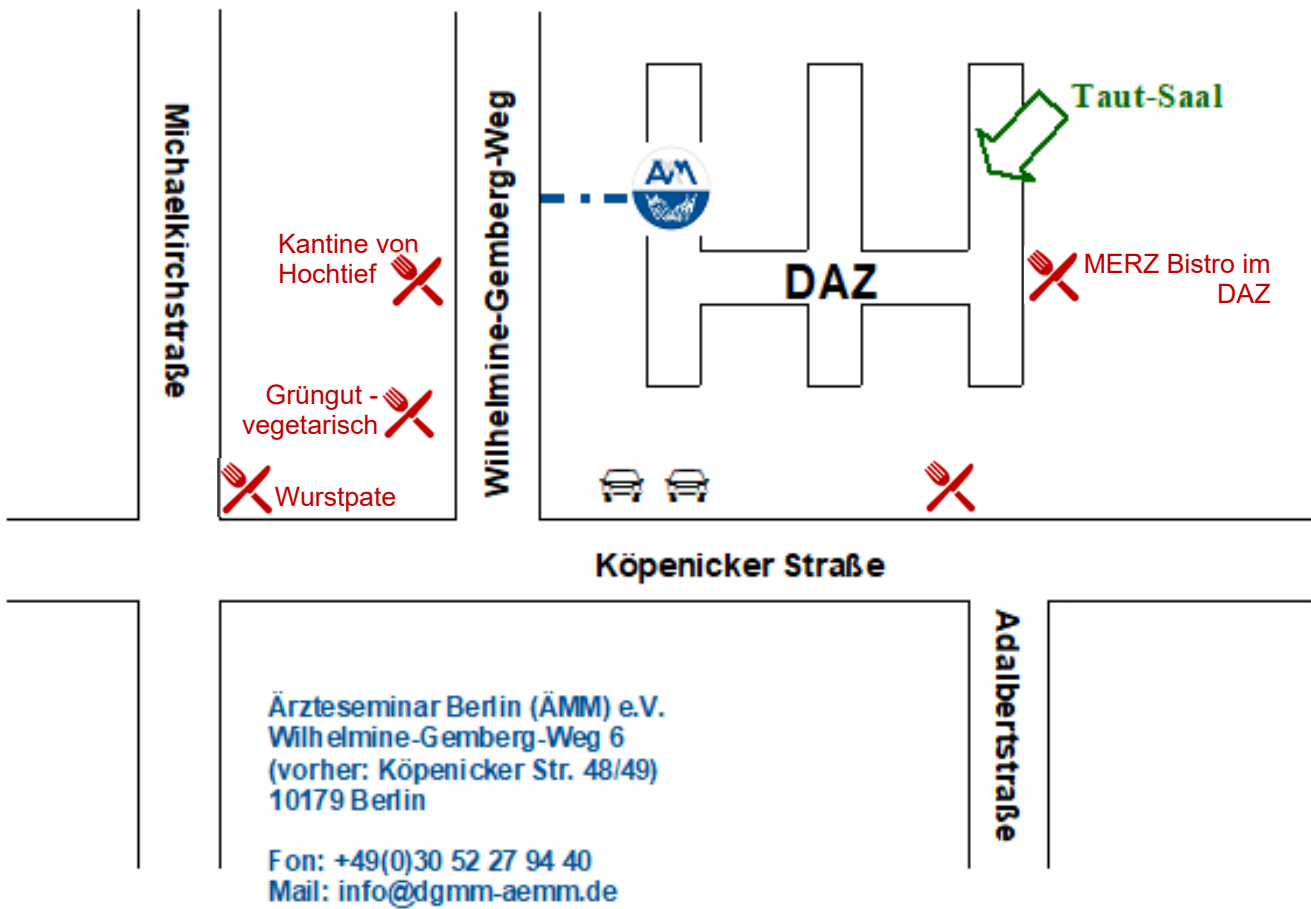 Michaelkirchstraße
Wilhelmine-Gemberg-Weg
Taut-Saal
ÄMM
Kantine von
Hochtief
DAZ
MERZ Bistro im
DAZ
Grüngut -
vegetarisch
Wurstpate
Köpenicker Straße
Adalbertstraße
Ärzteseminar Berlin (ÄMM) e.V.
Wilhelmine-Gemberg-Weg 6
(vorher: Köpenicker Str. 48/49)
10179 Berlin
Fon: +49(0)30 52 27 94 40
Mail: info@dgmm-aemm.de